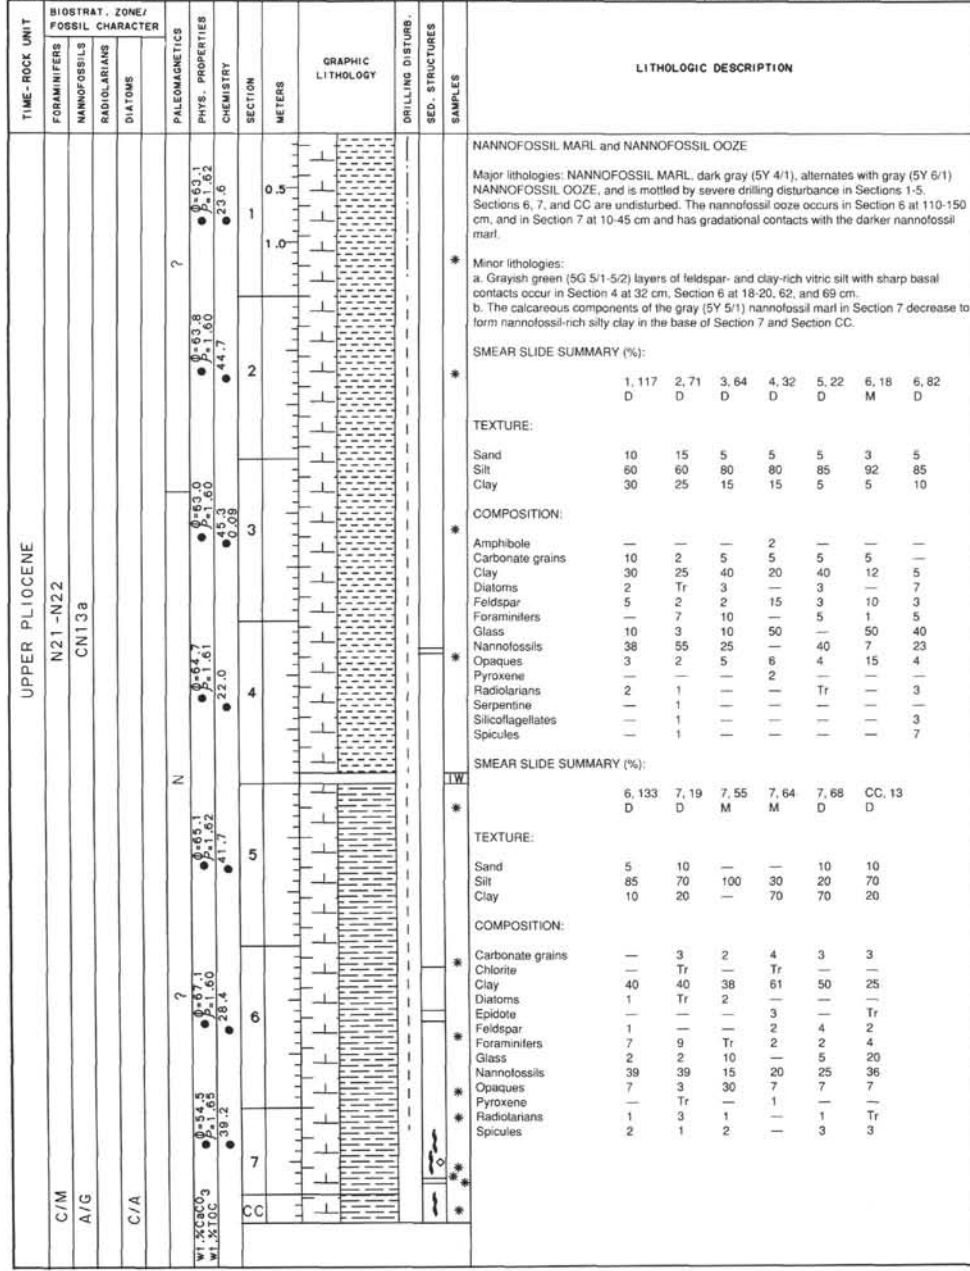 TIME-ROCK UNIT
BIOSTRAT. ZONE/
FOSSIL CHARACTER
FORAMINIFERS
NANNOFOSSILS
RADIOLARIANS
DIATOMS
PALEOMAGNETICS
PHYS. PROPERTIES
CHEMISTRY
SECTION
METERS
GRAPHIC
LITHOLOGY
DRILLING DISTURB.
SED. STRUCTURES
SAMPLES
LITHOLOGIC DESCRIPTION
UPPER PLIOCENE
N21-N22
CN13a
C/M
A/G
C/A
?
N
?
Φ=63.1
ρ=1.62
23.6
Φ=63.8
ρ=1.60
44.7
Φ=63.0
ρ=1.60
45.3
0.09
Φ=64.7
ρ=1.61
22.0
Φ=65.1
ρ=1.62
41.7
Φ=67.1
ρ=1.60
28.4
Φ=54.5
ρ=1.65
39.2
wt.%CaCO3
wt.%TOC
1
2
3
4
5
6
7
CC
0.5
1.0
IW
NANNOFOSSIL MARL and NANNOFOSSIL OOZE
Major lithologies: NANNOFOSSIL MARL, dark gray (5Y 4/1), alternates with gray (5Y 6/1)
NANNOFOSSIL OOZE, and is mottled by severe drilling disturbance in Sections 1-5.
Sections 6, 7, and CC are undisturbed. The nannofossil ooze occurs in Section 6 at 110-150
cm, and in Section 7 at 10-45 cm and has gradational contacts with the darker nannofossil
marl.
Minor lithologies:
a. Grayish green (5G 5/1-5/2) layers of feldspar- and clay-rich vitric silt with sharp basal
contacts occur in Section 4 at 32 cm, Section 6 at 18-20, 62, and 69 cm.
b. The calcareous components of the gray (5Y 5/1) nannofossil marl in Section 7 decrease to
form nannofossil-rich silty clay in the base of Section 7 and Section CC.
SMEAR SLIDE SUMMARY (%):
1, 117 2, 71 3, 64 4, 32 5, 22 6, 18 6, 82
D D D D D M D
TEXTURE:
Sand 10 15 5 5 5 3 5
Silt 60 60 80 80 85 92 85
Clay 30 25 15 15 5 5 10
COMPOSITION:
Amphibole — — — 2 — — —
Carbonate grains 10 2 5 5 5 5 —
Clay 30 25 40 20 40 12 5
Diatoms 2 Tr 3 — 3 — 7
Feldspar 5 2 2 15 3 10 3
Foraminifers — 7 10 — 5 1 5
Glass 10 3 10 50 — 50 40
Nannofossils 38 55 25 — 40 7 23
Opaques 3 2 5 6 4 15 4
Pyroxene — — — 2 — — —
Radiolarians 2 1 — — Tr — 3
Serpentine — 1 — — — — —
Silicoflagellates — 1 — — — — 3
Spicules — 1 — — — — 7
SMEAR SLIDE SUMMARY (%):
6, 133 7, 19 7, 55 7, 64 7, 68 CC, 13
D D M M D D
TEXTURE:
Sand 5 10 — — 10 10
Silt 85 70 100 30 20 70
Clay 10 20 — 70 70 20
COMPOSITION:
Carbonate grains — 3 2 4 3 3
Chlorite — Tr — Tr — —
Clay 40 40 38 61 50 25
Diatoms 1 Tr 2 — — —
Epidote — — — 3 — Tr
Feldspar 1 — — 2 4 2
Foraminifers 7 9 Tr 2 2 4
Glass 2 2 10 — 5 20
Nannofossils 39 39 15 20 25 36
Opaques 7 3 30 7 7 7
Pyroxene — Tr — 1 — —
Radiolarians 1 3 1 — 1 Tr
Spicules 2 1 2 — 3 3